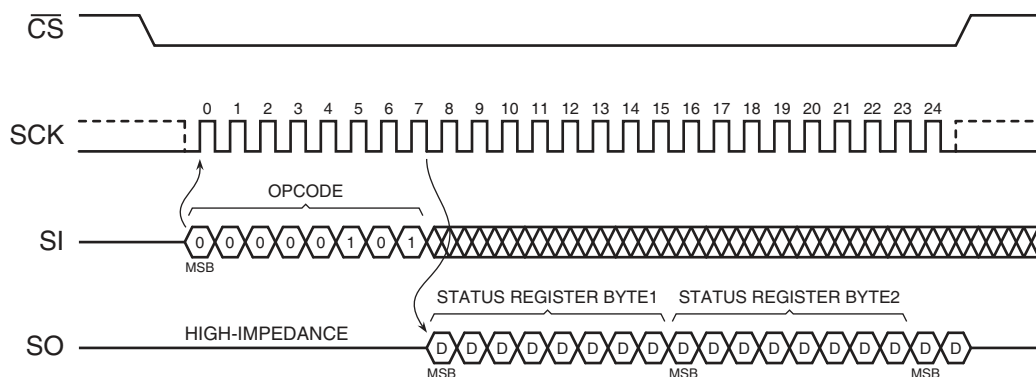 CS
0 1 2 3 4 5 6 7 8 9 10 11 12 13 14 15 16 17 18 19 20 21 22 23 24
SCK
OPCODE
SI 0 0 0 0 0 1 0 1
MSB
STATUS REGISTER BYTE1 STATUS REGISTER BYTE2
HIGH-IMPEDANCE
SO D D D D D D D D D D D D D D D D D D
MSB MSB MSB